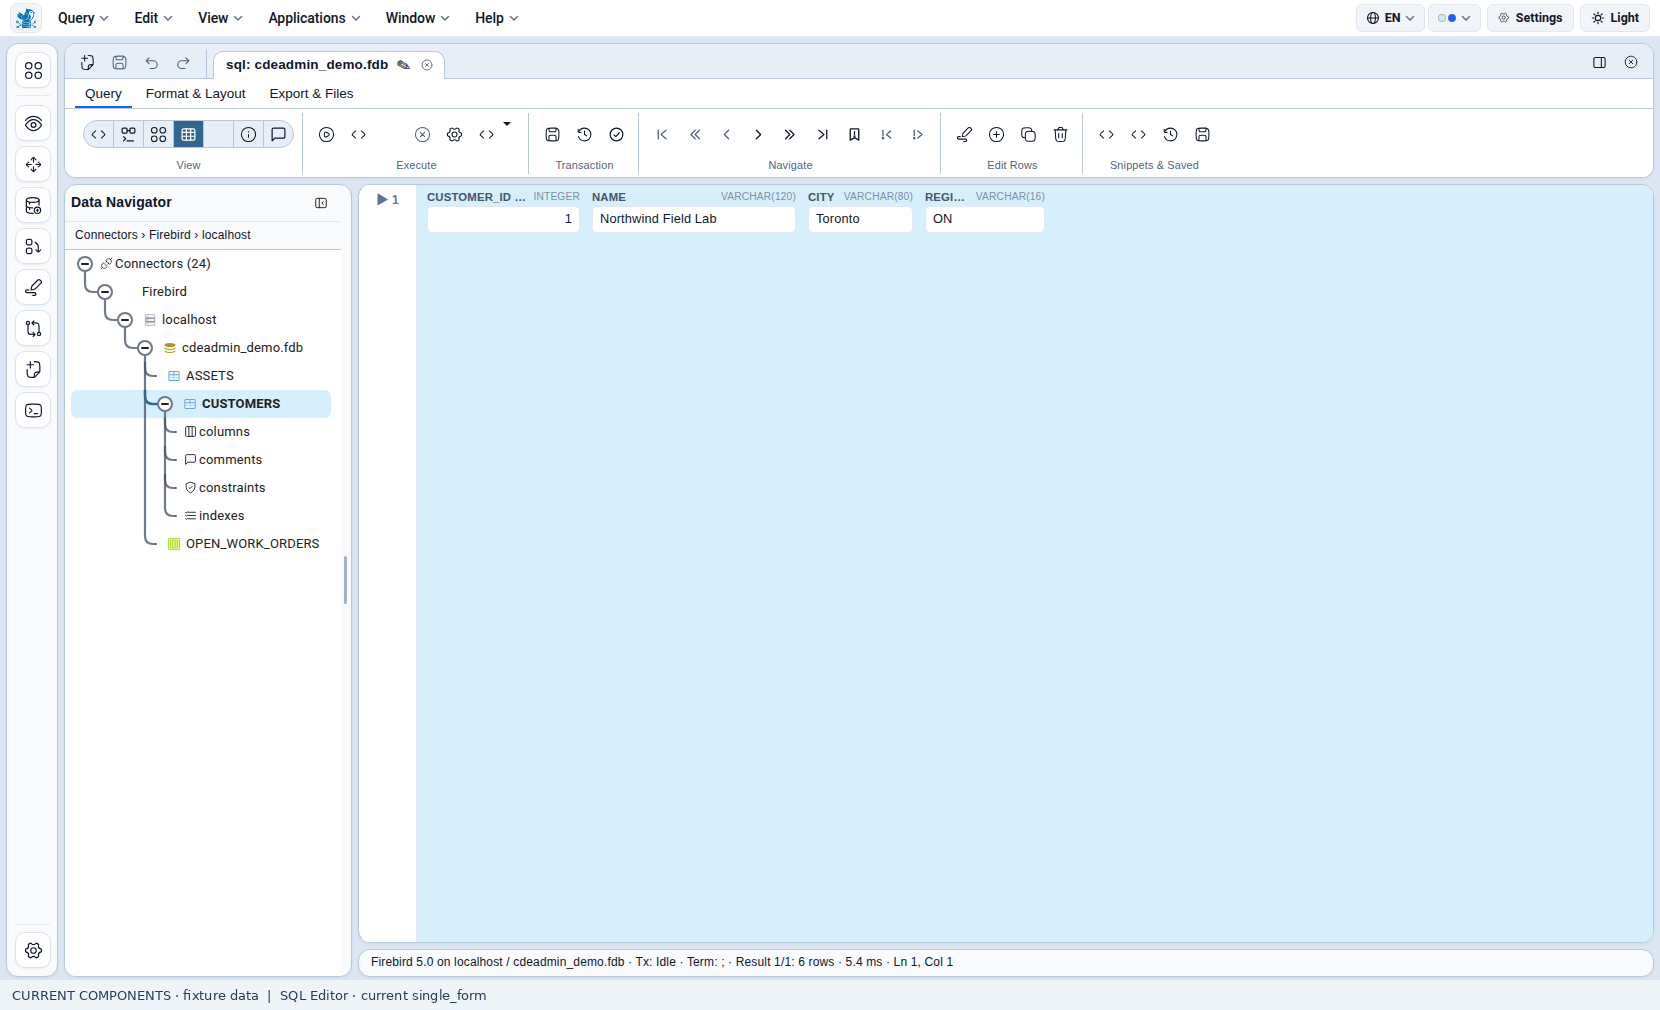 Query Edit View Applications Window Help EN Settings Light
sql: cdeadmin_demo.fdb
Query Format & Layout Export & Files
View Execute Transaction Navigate Edit Rows Snippets & Saved
Data Navigator
Connectors › Firebird › localhost
Connectors (24)
Firebird
localhost
cdeadmin_demo.fdb
ASSETS
CUSTOMERS
columns
comments
constraints
indexes
OPEN_WORK_ORDERS
1 CUSTOMER_ID ... INTEGER NAME VARCHAR(120) CITY VARCHAR(80) REGI... VARCHAR(16)
1 Northwind Field Lab Toronto ON
Firebird 5.0 on localhost / cdeadmin_demo.fdb · Tx: Idle · Term: ; · Result 1/1: 6 rows · 5.4 ms · Ln 1, Col 1
CURRENT COMPONENTS · fixture data | SQL Editor · current single_form